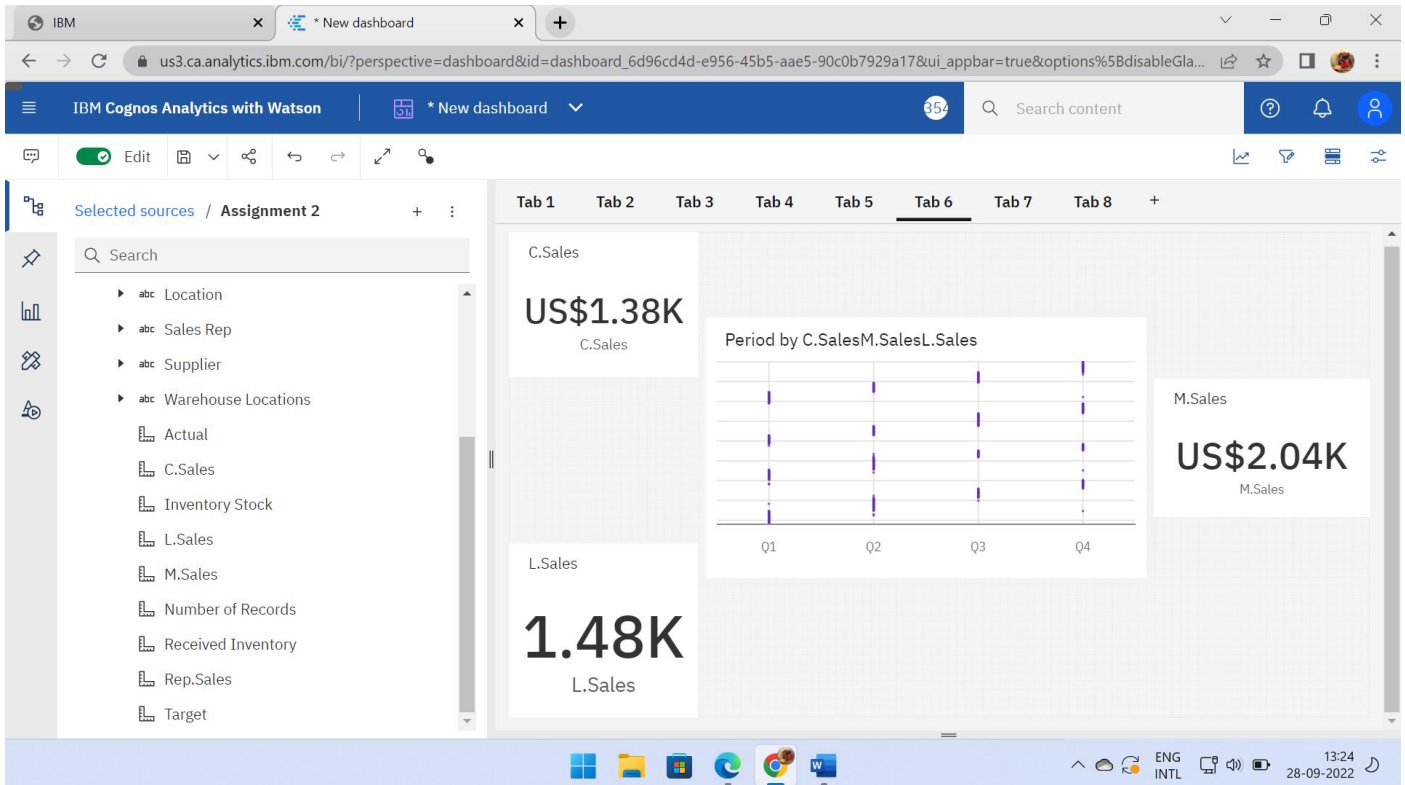 IBM
* New dashboard
us3.ca.analytics.ibm.com/bi/?perspective=dashboard&id=dashboard_6d96cd4d-e956-45b5-aae5-90c0b7929a17&ui_appbar=true&options%5BdisableGla...
IBM Cognos Analytics with Watson
* New dashboard
354
Search content
Edit
Selected sources / Assignment 2
Search
abc Location
abc Sales Rep
abc Supplier
abc Warehouse Locations
Actual
C.Sales
Inventory Stock
L.Sales
M.Sales
Number of Records
Received Inventory
Rep.Sales
Target
Tab 1 Tab 2 Tab 3 Tab 4 Tab 5 Tab 6 Tab 7 Tab 8 +
C.Sales
US$1.38K
C.Sales
Period by C.SalesM.SalesL.Sales
Q1 Q2 Q3 Q4
M.Sales
US$2.04K
M.Sales
L.Sales
1.48K
L.Sales
ENG
INTL
13:24
28-09-2022